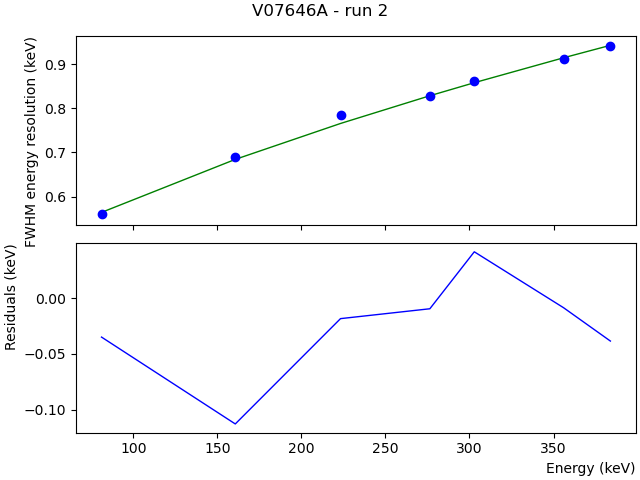 V07646A - run 2
FWHM energy resolution (keV)
0.9
0.8
0.7
0.6
Residuals (keV)
0.00
−0.05
−0.10
100 150 200 250 300 350
Energy (keV)